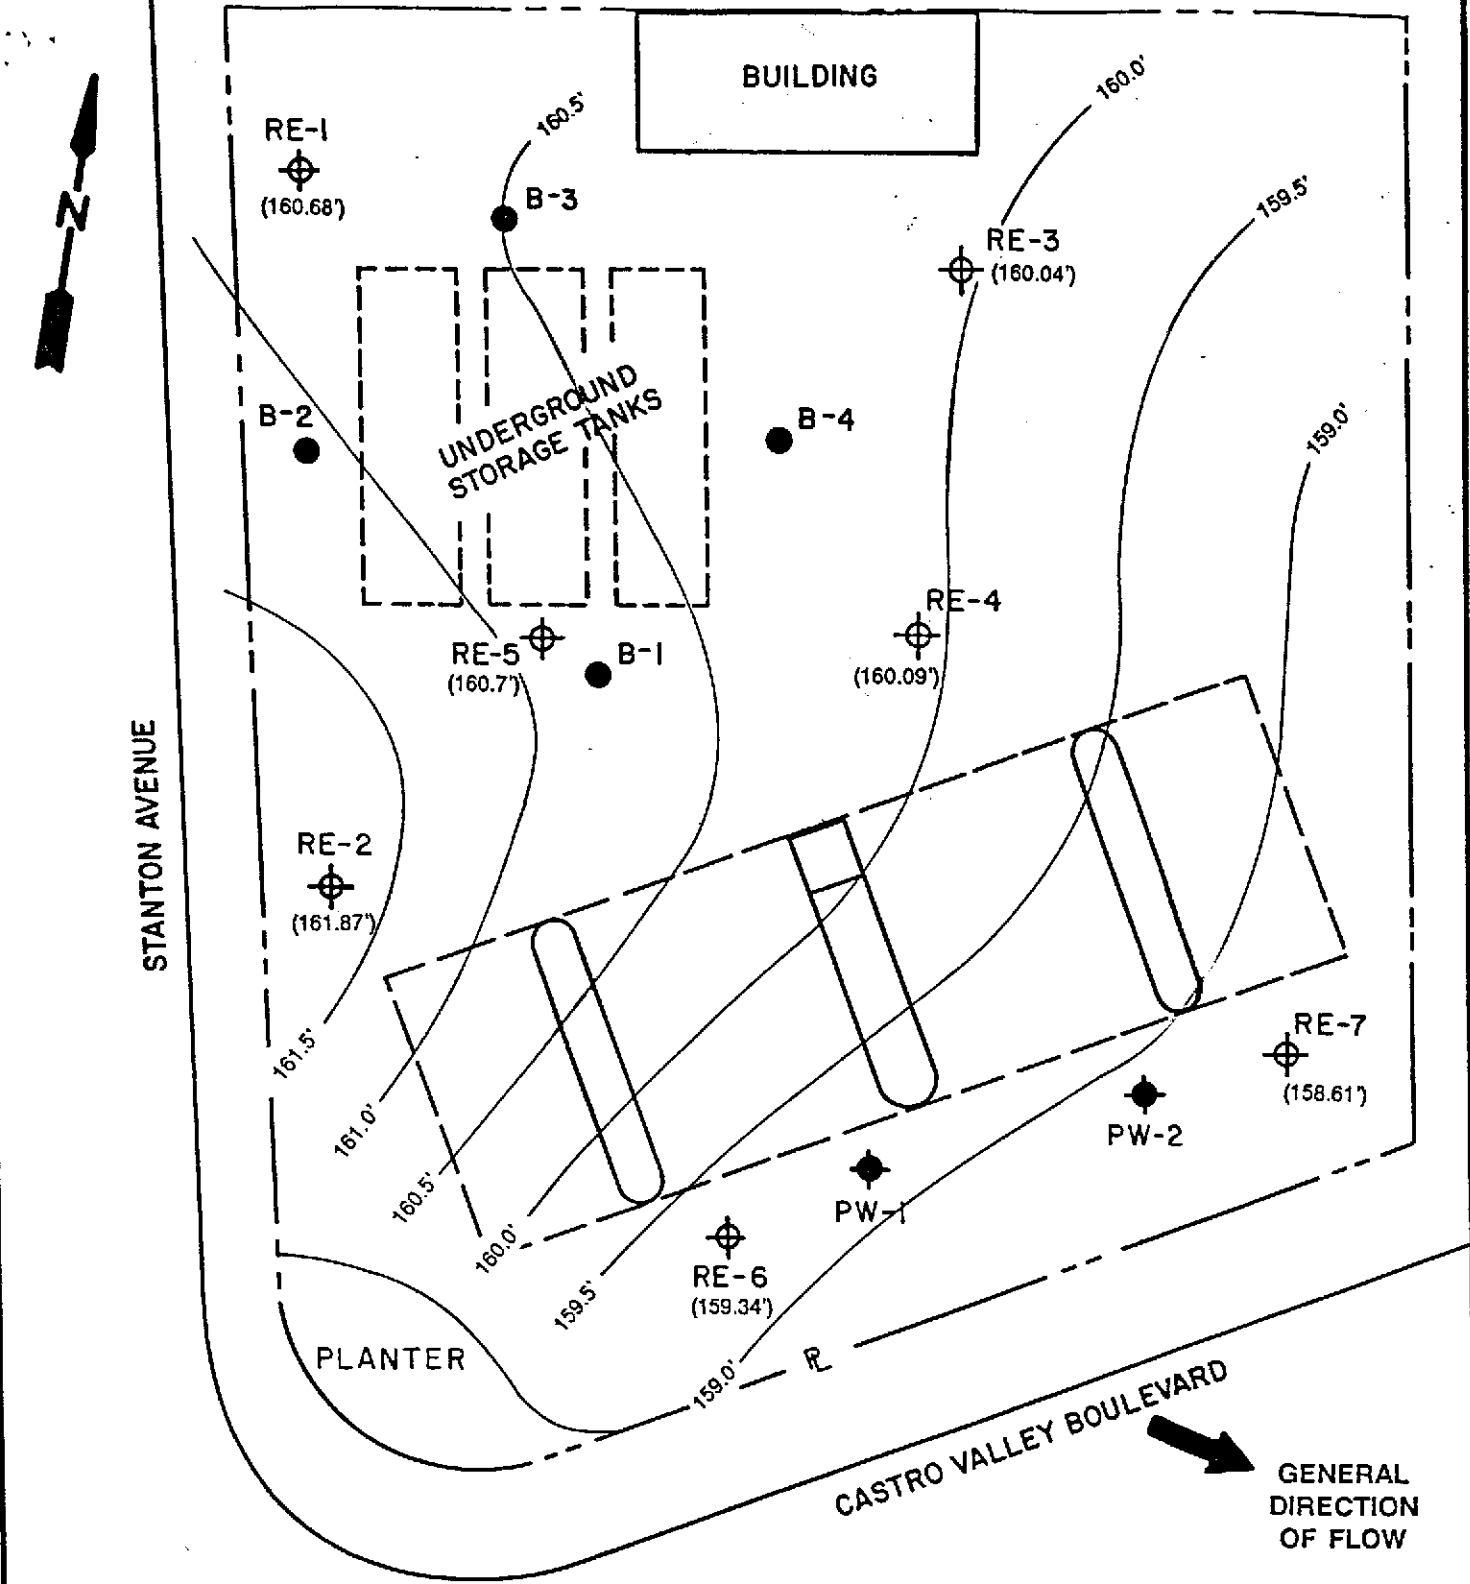 BUILDING
160.0'
160.5'
RE-1
(160.68')
N
B-3
159.5'
RE-3
(160.04')
B-2
UNDERGROUND
STORAGE TANKS
B-4
159.0'
RE-4
(160.09')
RE-5
(160.7')
B-1
STANTON AVENUE
RE-2
(161.87')
161.5'
RE-7
(158.61')
161.0'
PW-2
160.5'
PW-1
160.0'
RE-6
(159.34')
159.5'
PLANTER
PL
159.0'
CASTRO VALLEY BOULEVARD
GENERAL
DIRECTION
OF FLOW